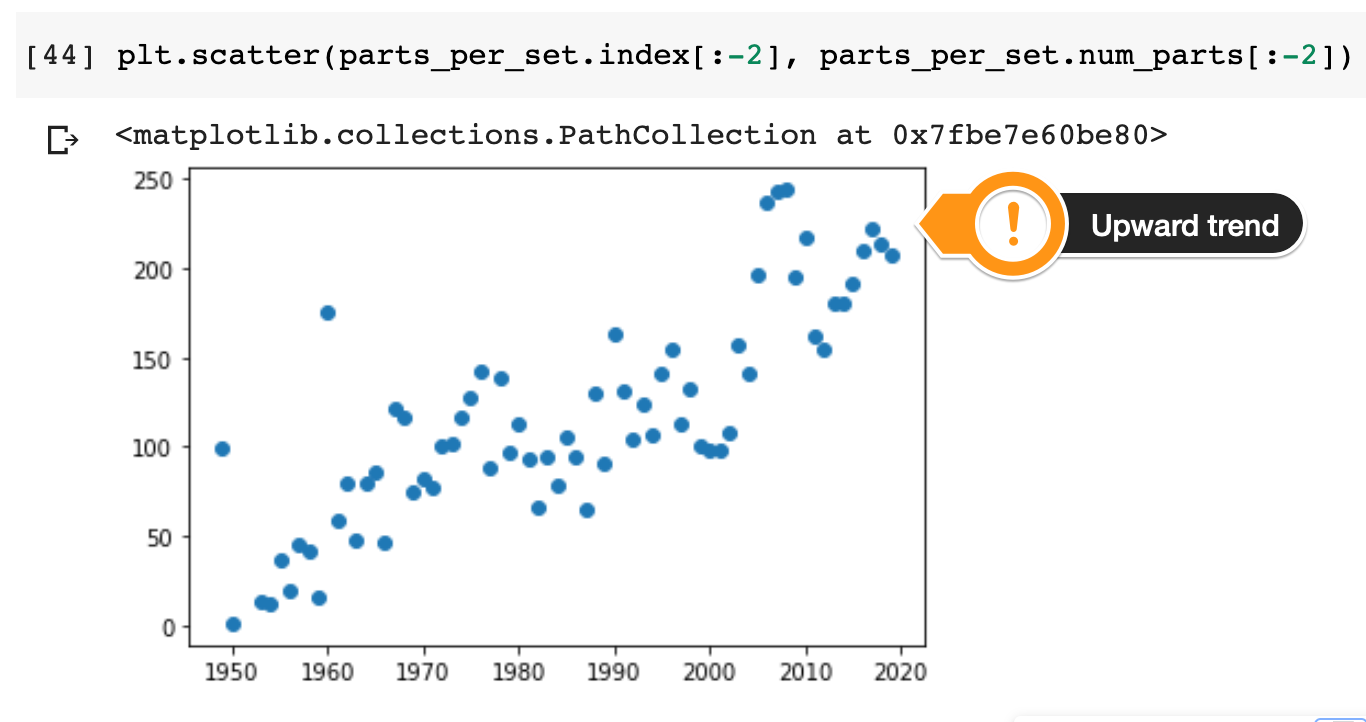 [44] plt.scatter(parts_per_set.index[:-2], parts_per_set.num_parts[:-2])
<matplotlib.collections.PathCollection at 0x7fbe7e60be80>
250
200
150
100
50
0
1950 1960 1970 1980 1990 2000 2010 2020
! Upward trend